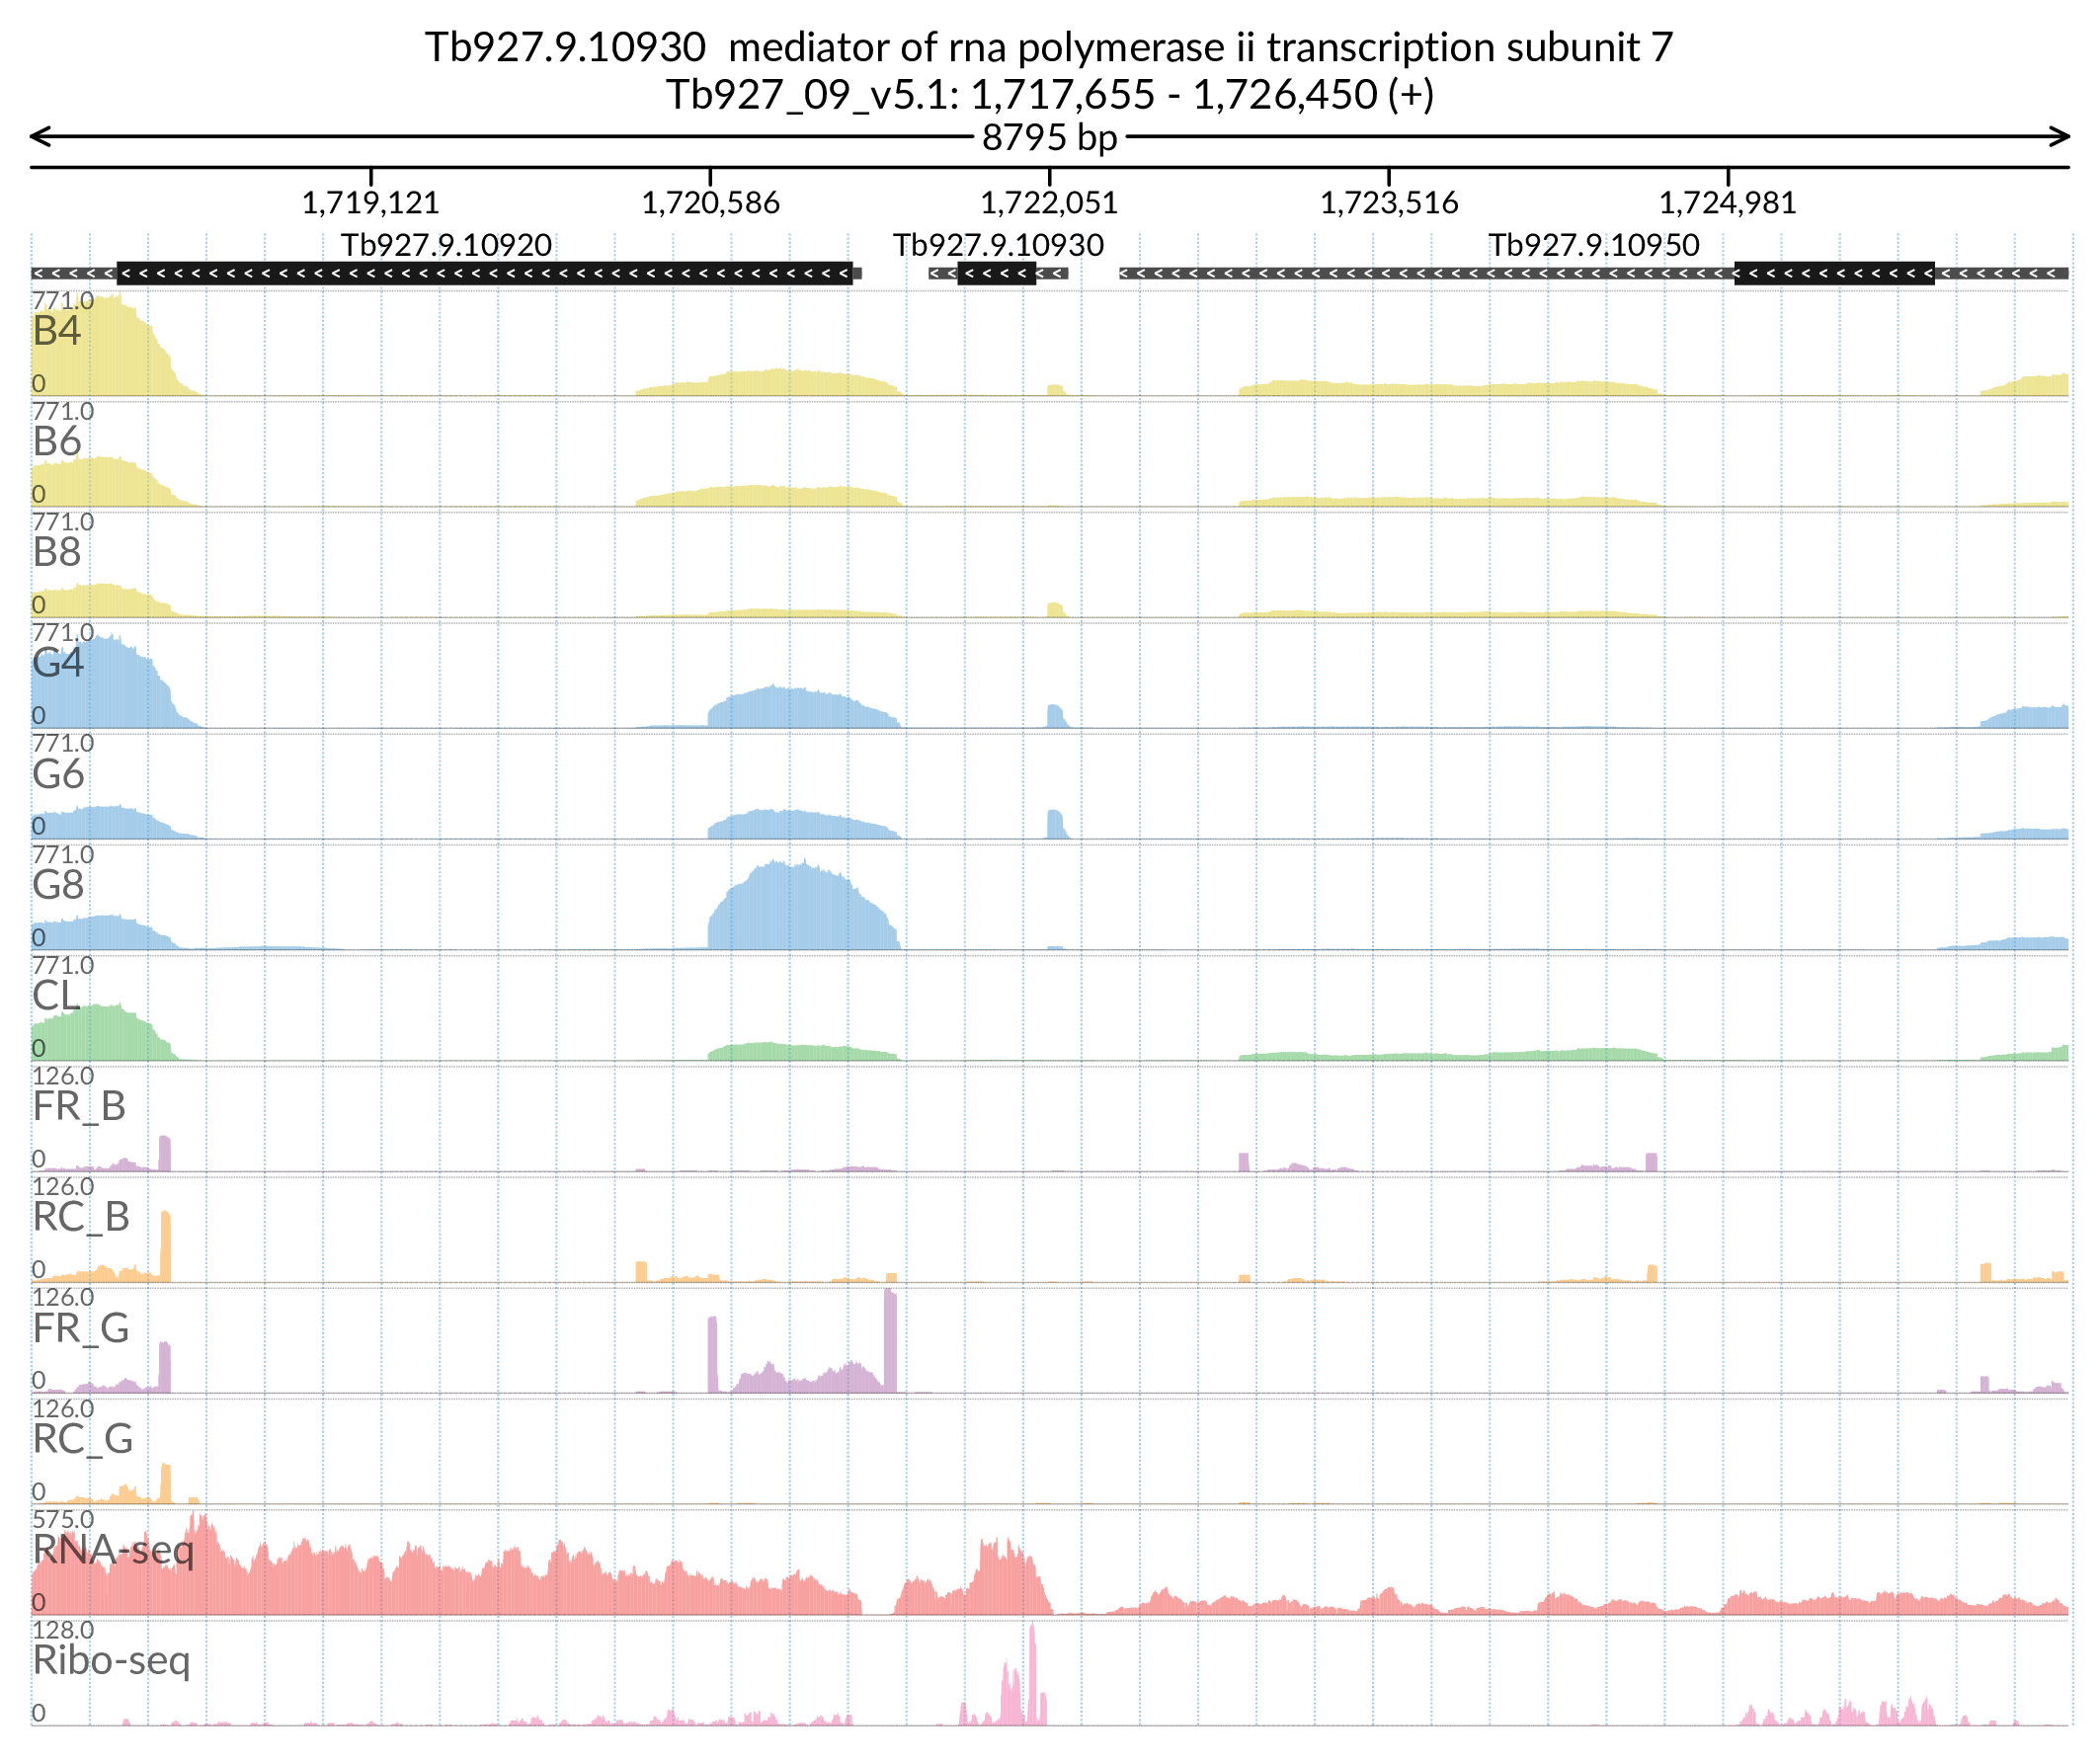 Tb927.9.10930  mediator of rna polymerase ii transcription subunit 7
Tb927_09_v5.1: 1,717,655 - 1,726,450 (+)
8795 bp
1,719,121 1,720,586 1,722,051 1,723,516 1,724,981
Tb927.9.10920 Tb927.9.10930 Tb927.9.10950
771.0
B4
0
771.0
B6
0
771.0
B8
0
771.0
G4
0
771.0
G6
0
771.0
G8
0
771.0
CL
0
126.0
FR_B
0
126.0
RC_B
0
126.0
FR_G
0
126.0
RC_G
0
575.0
RNA-seq
0
128.0
Ribo-seq
0